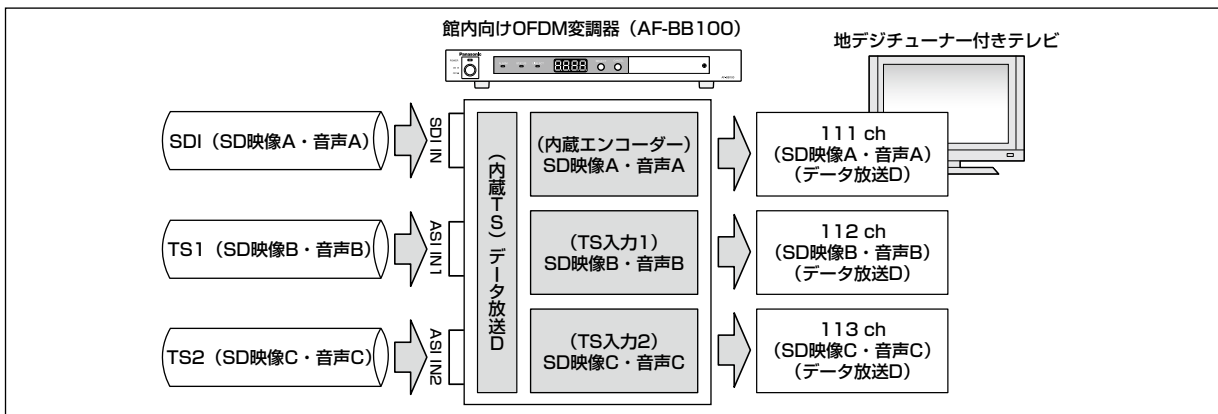 館内向けOFDM変調器（AF-BB100）
地デジチューナー付きテレビ
Panasonic
SDI（SD映像A・音声A）
SDI IN
（内蔵TS）データ放送D
（内蔵エンコーダー）
SD映像A・音声A
111 ch
（SD映像A・音声A）
（データ放送D）
TS1（SD映像B・音声B）
ASI IN1
（TS入力1）
SD映像B・音声B
112 ch
（SD映像B・音声B）
（データ放送D）
TS2（SD映像C・音声C）
ASI IN2
（TS入力2）
SD映像C・音声C
113 ch
（SD映像C・音声C）
（データ放送D）